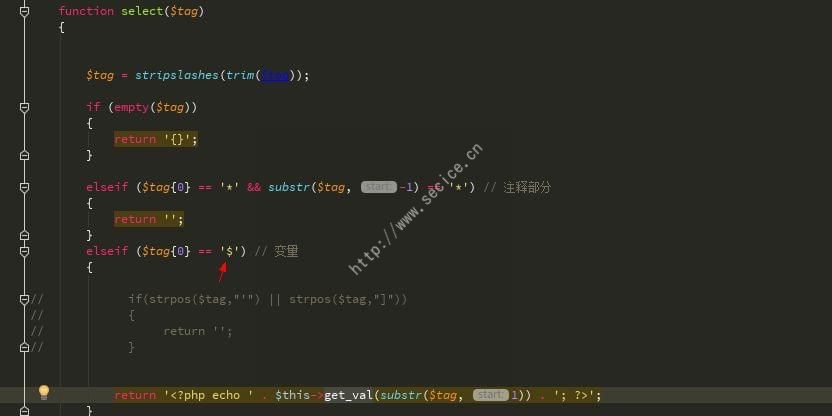 function select($tag)
{
$tag = stripslashes(trim($tag));
if (empty($tag))
{
return '{}';
}
elseif ($tag{0} == '*' && substr($tag, start: -1) == '*') // 注释部分
{
return '';
}
elseif ($tag{0} == '$') // 变量
{
// if(strpos($tag,"'") || strpos($tag,"]"))
// {
// return '';
// }
return '<?php echo ' . $this->get_val(substr($tag, start: 1)) . '; ?>';
}
http://www.secice.cn